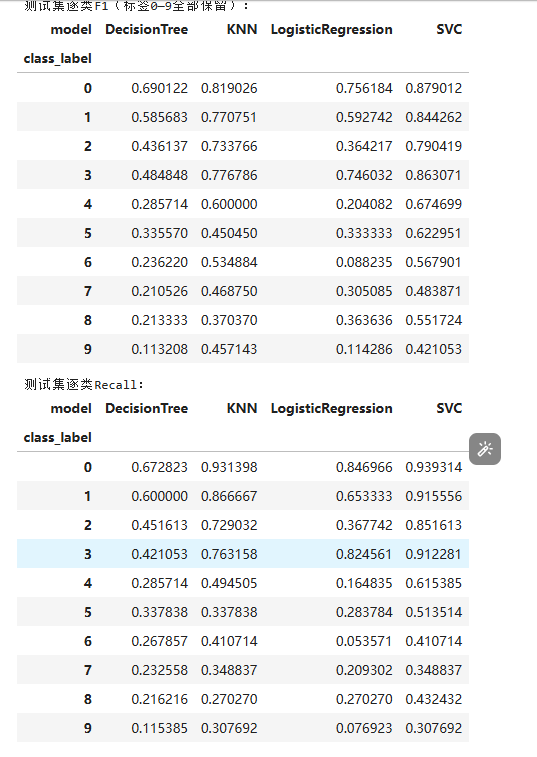 测试集逐类F1（标签0—9全部保留）：
model DecisionTree KNN LogisticRegression SVC
class_label
0 0.690122 0.819026 0.756184 0.879012
1 0.585683 0.770751 0.592742 0.844262
2 0.436137 0.733766 0.364217 0.790419
3 0.484848 0.776786 0.746032 0.863071
4 0.285714 0.600000 0.204082 0.674699
5 0.335570 0.450450 0.333333 0.622951
6 0.236220 0.534884 0.088235 0.567901
7 0.210526 0.468750 0.305085 0.483871
8 0.213333 0.370370 0.363636 0.551724
9 0.113208 0.457143 0.114286 0.421053
测试集逐类Recall：
model DecisionTree KNN LogisticRegression SVC
class_label
0 0.672823 0.931398 0.846966 0.939314
1 0.600000 0.866667 0.653333 0.915556
2 0.451613 0.729032 0.367742 0.851613
3 0.421053 0.763158 0.824561 0.912281
4 0.285714 0.494505 0.164835 0.615385
5 0.337838 0.337838 0.283784 0.513514
6 0.267857 0.410714 0.053571 0.410714
7 0.232558 0.348837 0.209302 0.348837
8 0.216216 0.270270 0.270270 0.432432
9 0.115385 0.307692 0.076923 0.307692